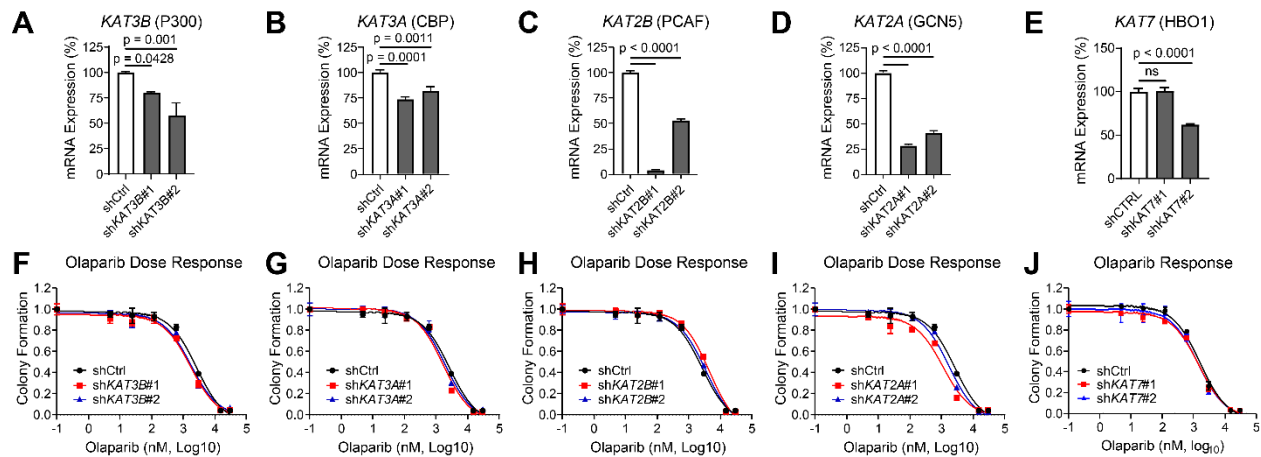 A
KAT3B (P300)
mRNA Expression (%)
125
100
75
50
25
0
p = 0.001
p = 0.0428
shCtrl
shKAT3B#1
shKAT3B#2
B
KAT3A (CBP)
mRNA Expression (%)
125
100
75
50
25
0
p = 0.0011
p = 0.0001
shCtrl
shKAT3A#1
shKAT3A#2
C
KAT2B (PCAF)
mRNA Expression (%)
125
100
75
50
25
0
p < 0.0001
shCtrl
shKAT2B#1
shKAT2B#2
D
KAT2A (GCN5)
mRNA Expression (%)
125
100
75
50
25
0
p < 0.0001
shCtrl
shKAT2A#1
shKAT2A#2
E
KAT7 (HBO1)
mRNA Expression (%)
150
100
50
0
p < 0.0001
ns
shCTRL
shKAT7#1
shKAT7#2
F
Olaparib Dose Response
Colony Formation
1.2
1.0
0.8
0.6
0.4
0.2
0.0
shCtrl
shKAT3B#1
shKAT3B#2
-1 0 1 2 3 4 5
Olaparib (nM, Log10)
G
Olaparib Dose Response
Colony Formation
1.2
1.0
0.8
0.6
0.4
0.2
0.0
shCtrl
shKAT3A#1
shKAT3A#2
-1 0 1 2 3 4 5
Olaparib (nM, Log10)
H
Olaparib Dose Response
Colony Formation
1.2
1.0
0.8
0.6
0.4
0.2
0.0
shCtrl
shKAT2B#1
shKAT2B#2
-1 0 1 2 3 4 5
Olaparib (nM, Log10)
I
Olaparib Dose Response
Colony Formation
1.2
1.0
0.8
0.6
0.4
0.2
0.0
shCtrl
shKAT2A#1
shKAT2A#2
-1 0 1 2 3 4 5
Olaparib (nM, Log10)
J
Olaparib Response
Colony Formation
1.2
1.0
0.8
0.6
0.4
0.2
0.0
shCtrl
shKAT7#1
shKAT7#2
-1 0 1 2 3 4 5
Olaparib (nM, log₁₀)